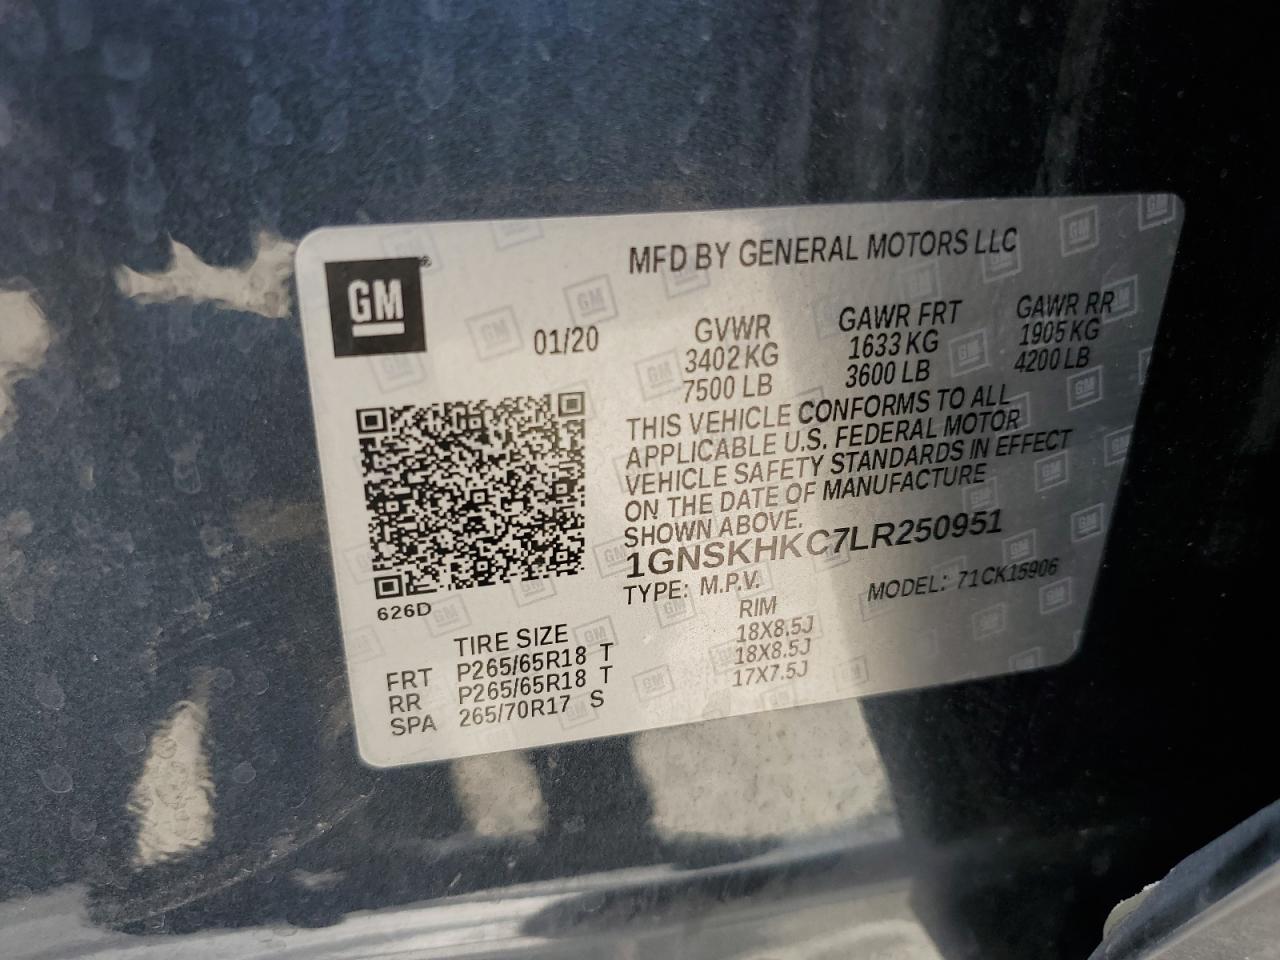 MFD BY GENERAL MOTORS LLC
GM®
01/20
GVWR GAWR FRT GAWR RR
3402 KG 1633 KG 1905 KG
7500 LB 3600 LB 4200 LB
THIS VEHICLE CONFORMS TO ALL
APPLICABLE U.S. FEDERAL MOTOR
VEHICLE SAFETY STANDARDS IN EFFECT
ON THE DATE OF MANUFACTURE
SHOWN ABOVE.
1GNSKHKC7LR250951
TYPE: M.P.V. MODEL: 71CK15906
626D
TIRE SIZE RIM
FRT P265/65R18 T 18X8.5J
RR P265/65R18 T 18X8.5J
SPA 265/70R17 S 17X7.5J